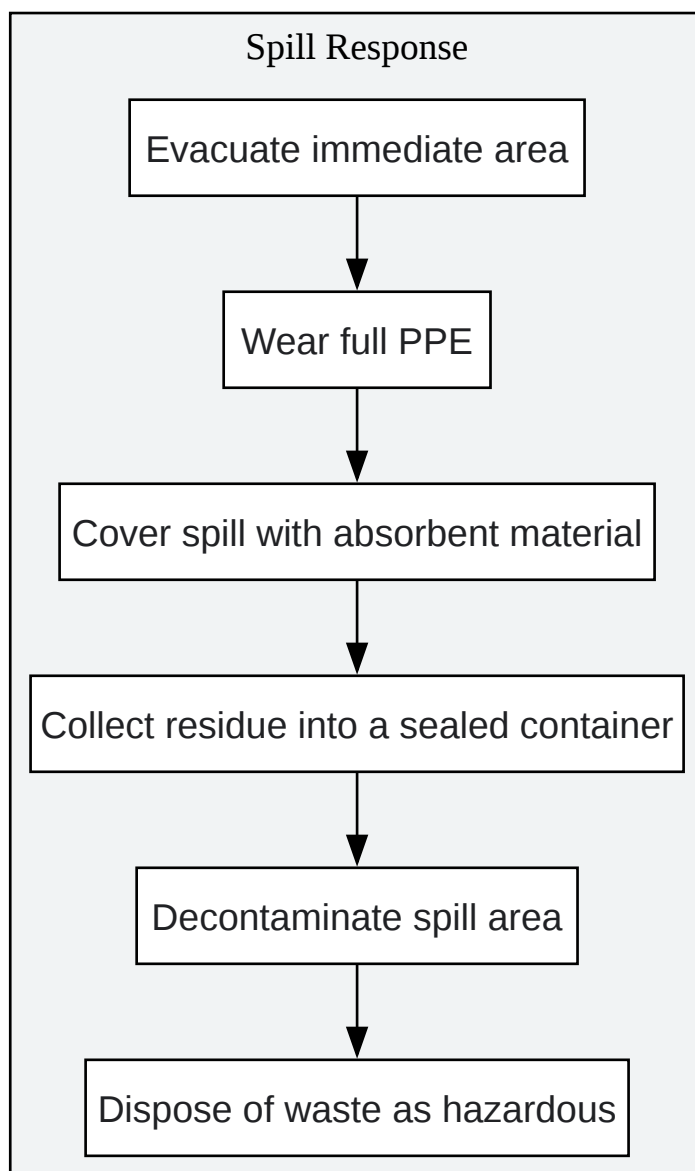 Spill Response
Evacuate immediate area
Wear full PPE
Cover spill with absorbent material
Collect residue into a sealed container
Decontaminate spill area
Dispose of waste as hazardous